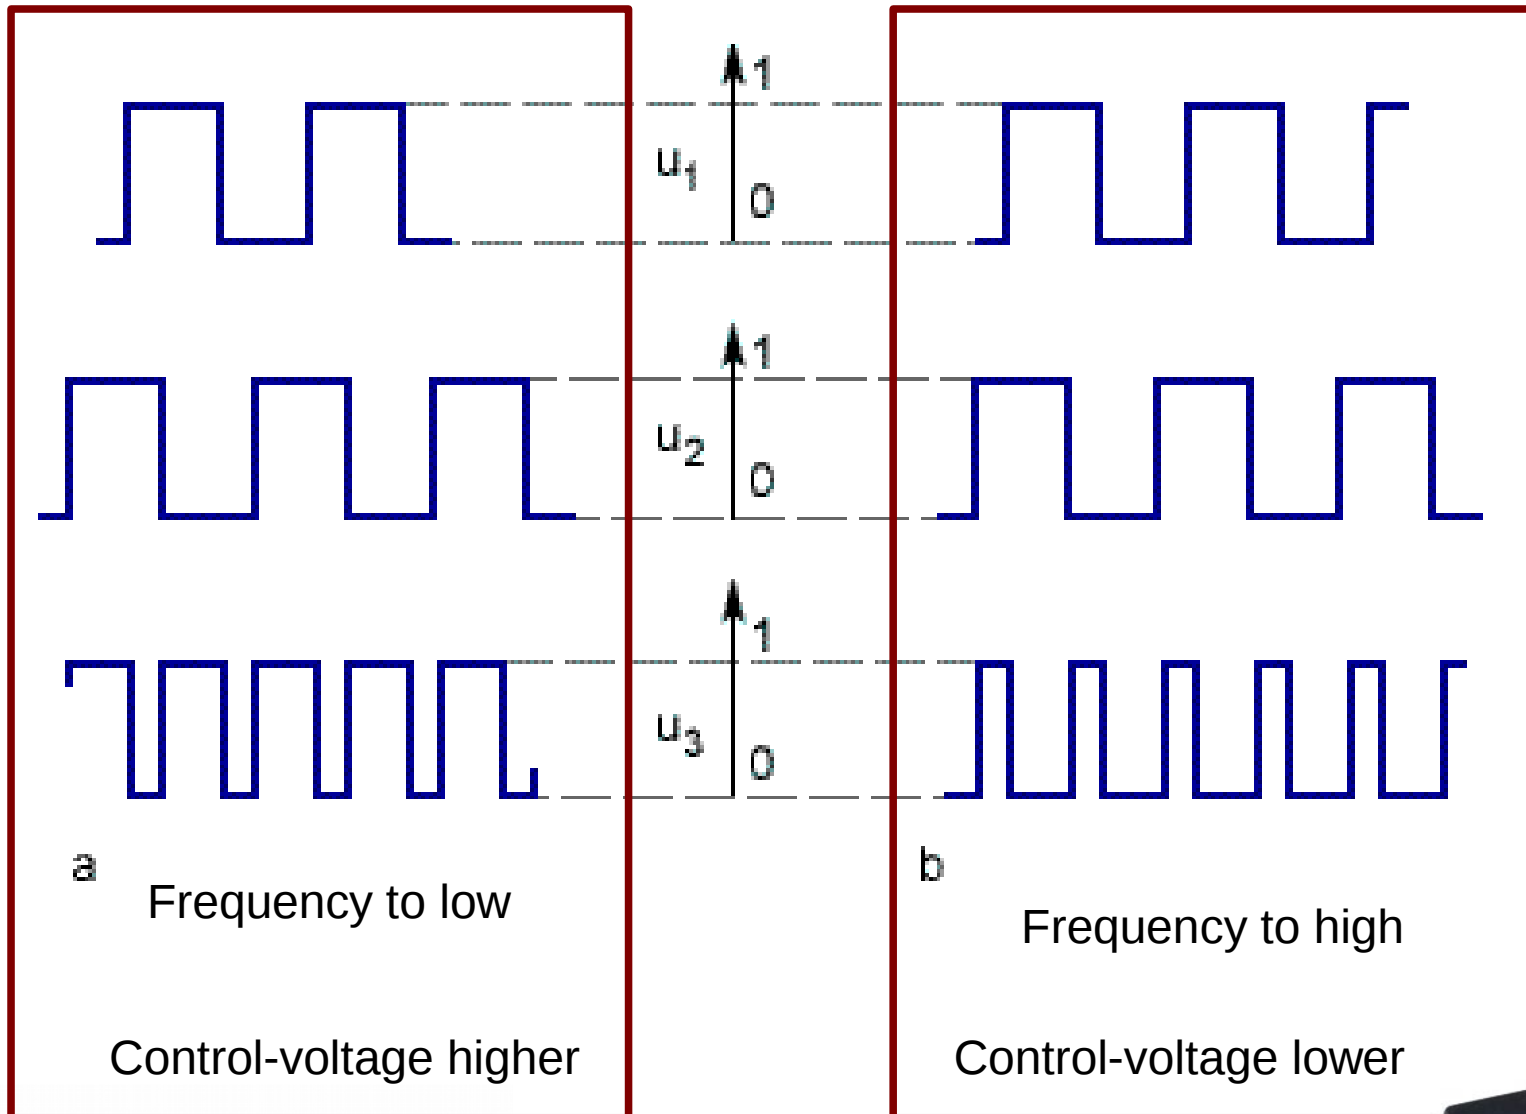 1
u1
0
1
u2
0
1
u3
0
a
Frequency to low
Control-voltage higher
b
Frequency to high
Control-voltage lower